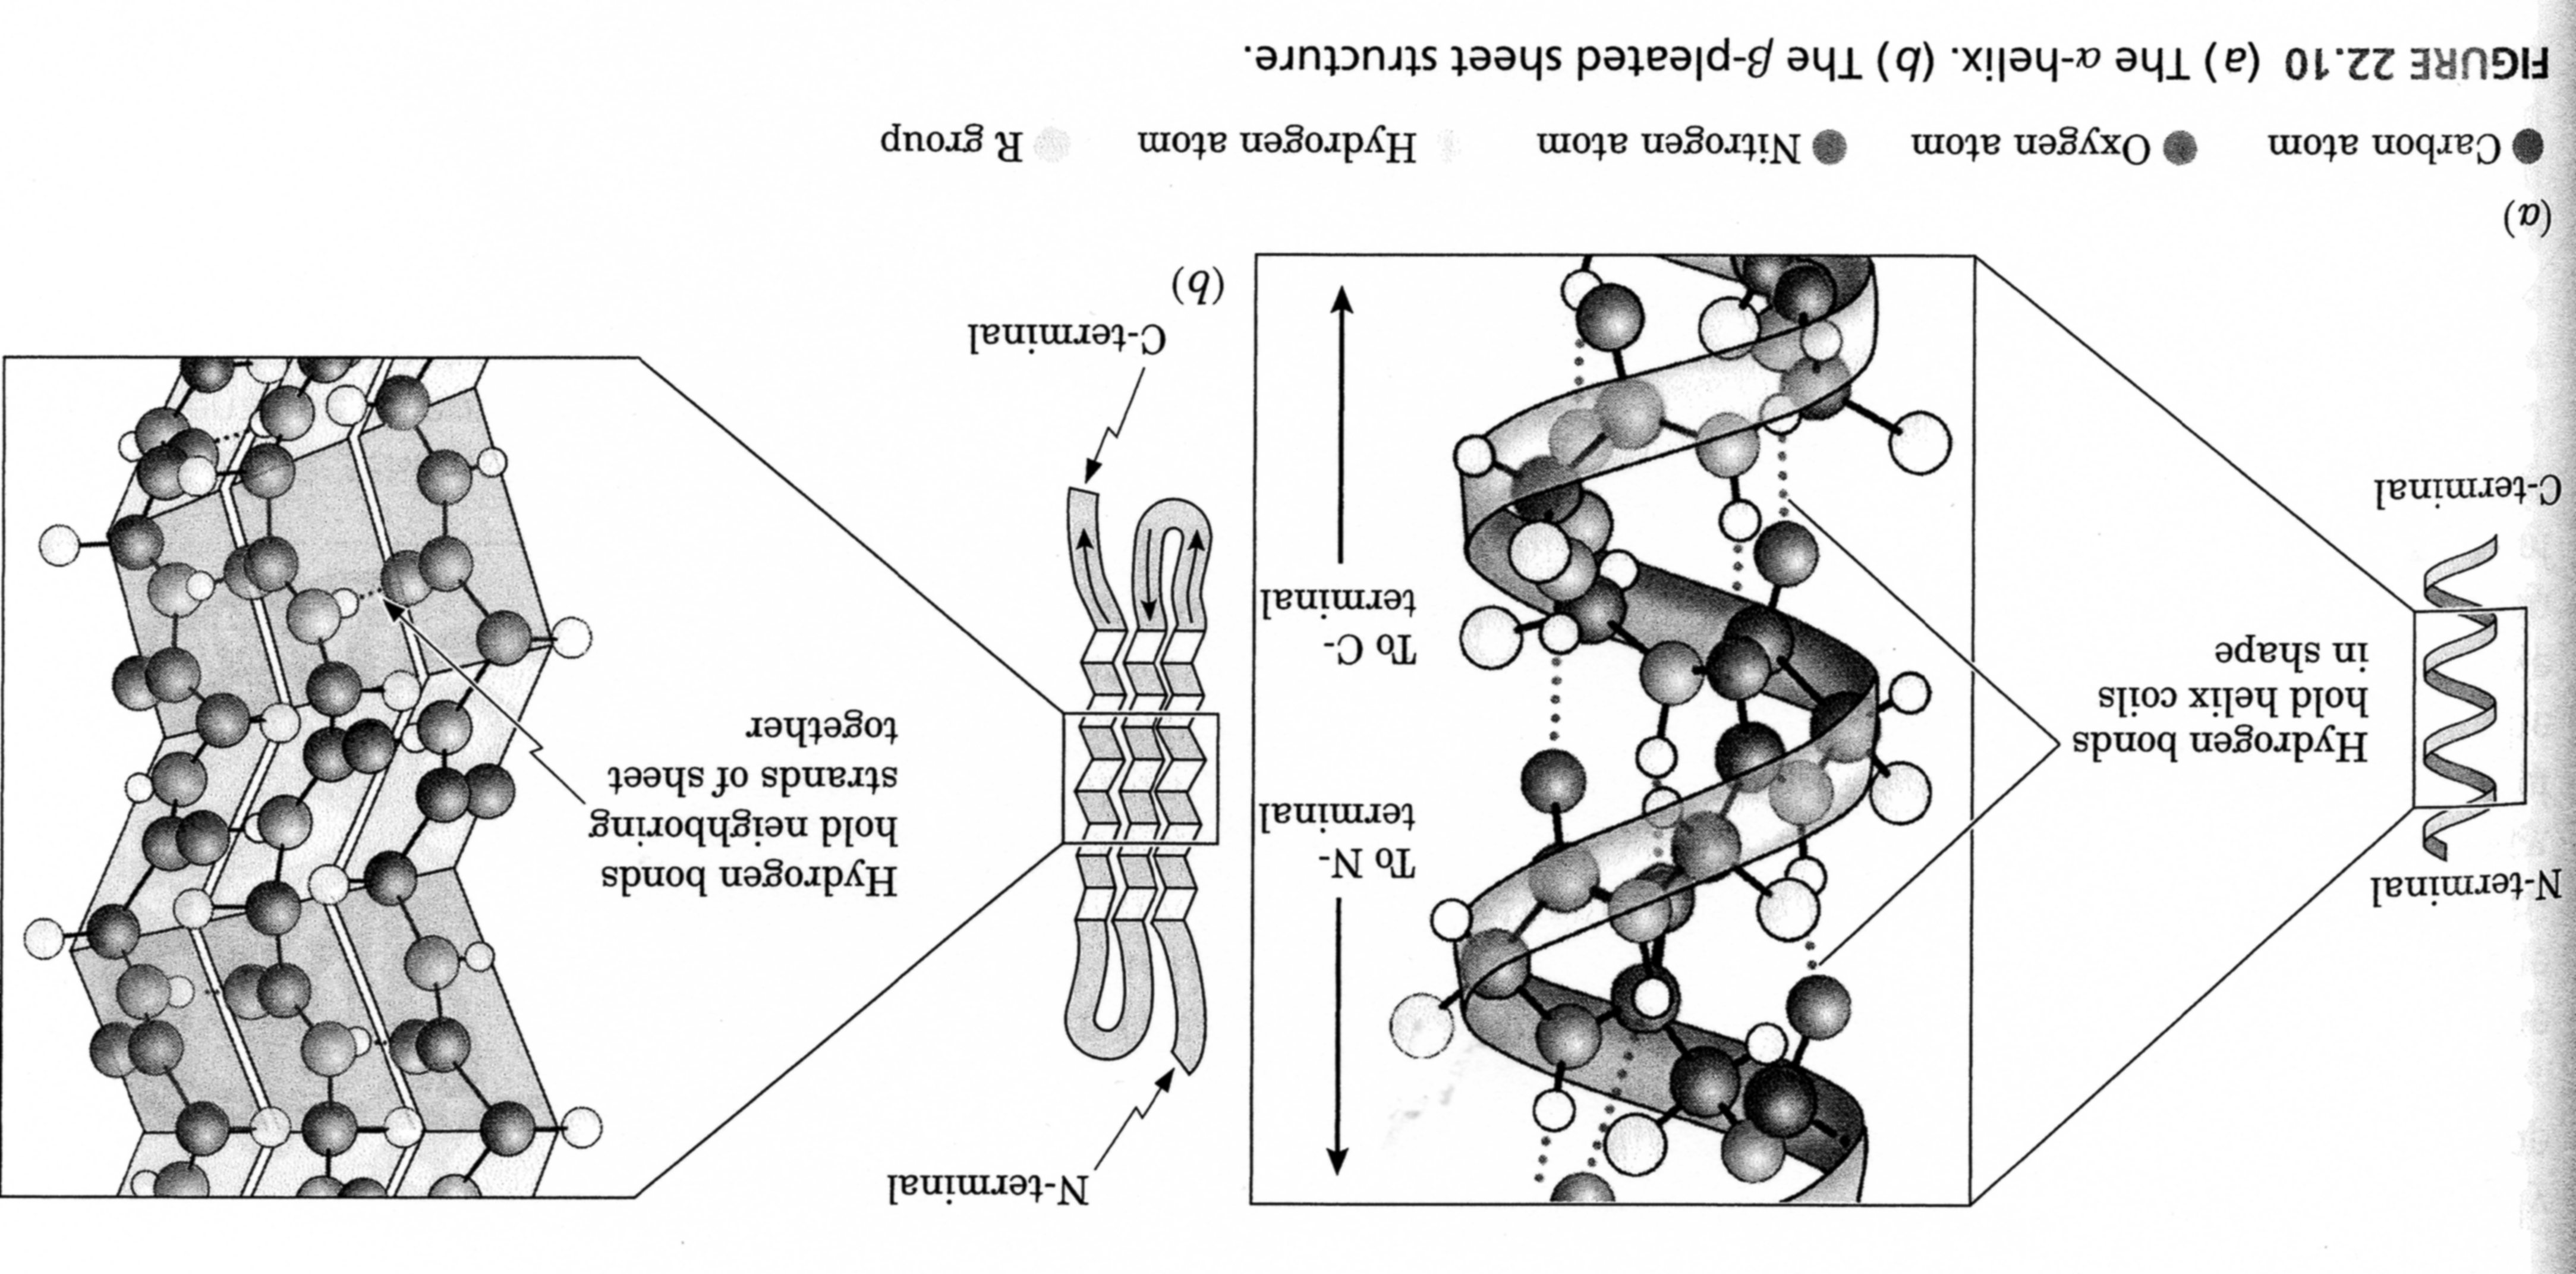 N-terminal
Hydrogen bonds
hold helix coils
in shape
C-terminal
To N-
terminal
To C-
terminal
(a)
N-terminal
Hydrogen bonds
hold neighboring
strands of sheet
together
C-terminal
(b)
Carbon atom Oxygen atom Nitrogen atom Hydrogen atom R group
FIGURE 22.10 (a) The α-helix. (b) The β-pleated sheet structure.